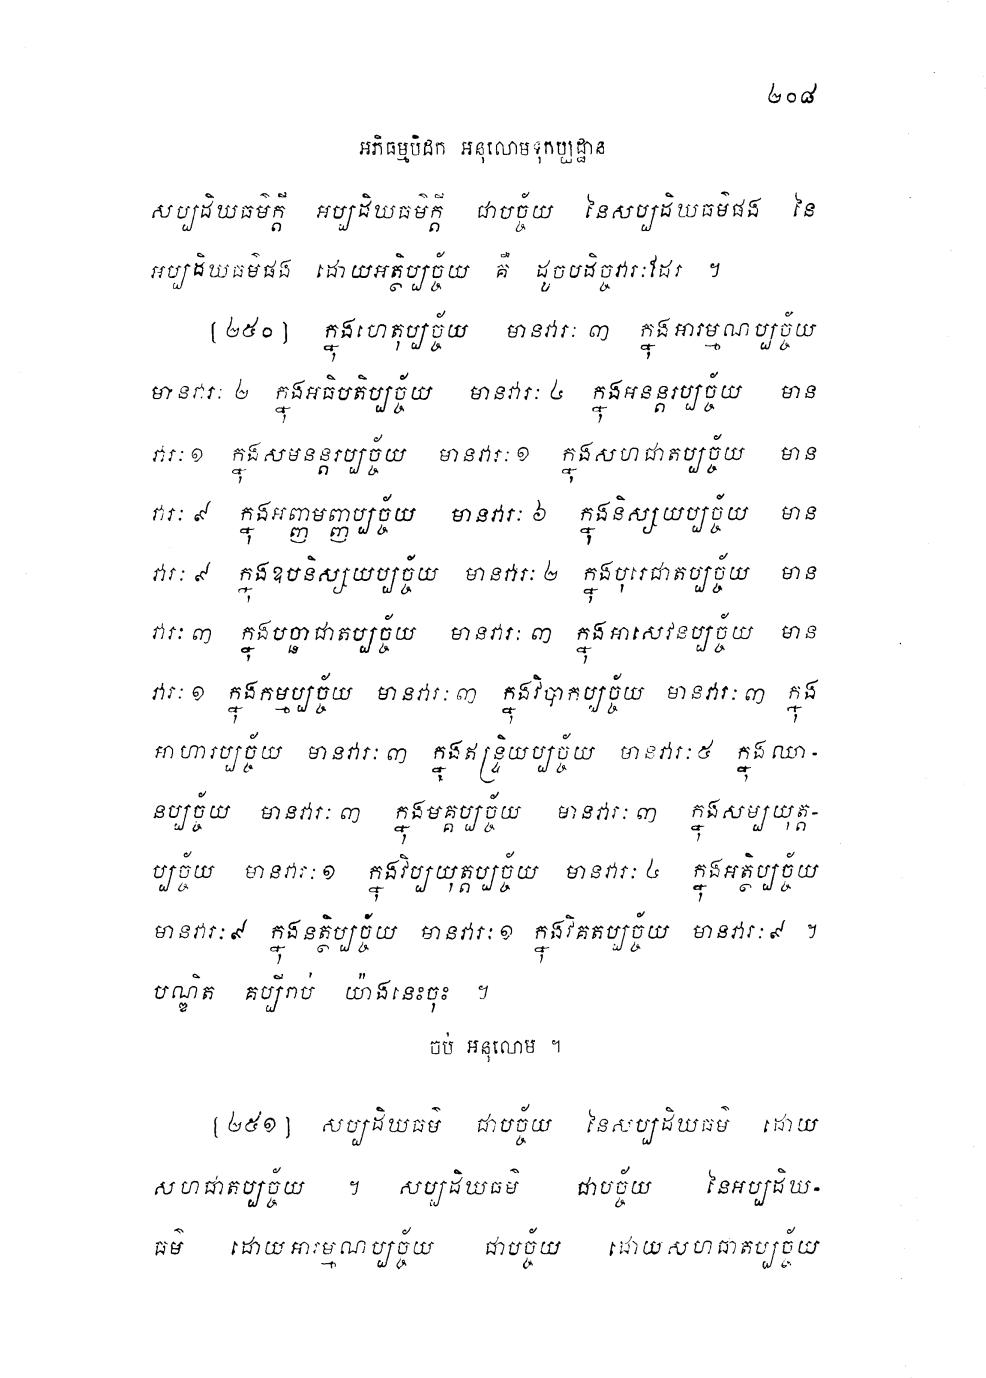 ២០៨
អភិធម្មបិដក អនុលោមទុកប្បដ្ឋាន
សប្បដិឃធម៌ក្ដី អប្បដិឃធម៌ក្ដី ជាបច្ច័យ នៃសប្បដិឃធម៌ផង នៃ
អប្បដិឃធម៌ផង ដោយអត្ថិប្បច្ច័យ គឺ ដូចបដិច្ចវារៈដែរ ។
(២៥០) ក្នុងហេតុប្បច្ច័យ មានវារៈ ៣ ក្នុងអារម្មណប្បច្ច័យ
មានវារៈ ២ ក្នុងអធិបតិប្បច្ច័យ មានវារៈ ៤ ក្នុងអនន្តរប្បច្ច័យ មាន
វារៈ ១ ក្នុងសមនន្តរប្បច្ច័យ មានវារៈ ១ ក្នុងសហជាតប្បច្ច័យ មាន
វារៈ ៩ ក្នុងអញ្ញមញ្ញប្បច្ច័យ មានវារៈ ៦ ក្នុងនិស្សយប្បច្ច័យ មាន
វារៈ ៩ ក្នុងឧបនិស្សយប្បច្ច័យ មានវារៈ ២ ក្នុងបុរេជាតប្បច្ច័យ មាន
វារៈ ៣ ក្នុងបច្ឆាជាតប្បច្ច័យ មានវារៈ ៣ ក្នុងអាសេវនប្បច្ច័យ មាន
វារៈ ១ ក្នុងកម្មប្បច្ច័យ មានវារៈ ៣ ក្នុងវិបាកប្បច្ច័យ មានវារៈ ៣ ក្នុង
អាហារប្បច្ច័យ មានវារៈ ៣ ក្នុងឥន្ទ្រិយប្បច្ច័យ មានវារៈ ៥ ក្នុងឈា-
នប្បច្ច័យ មានវារៈ ៣ ក្នុងមគ្គប្បច្ច័យ មានវារៈ ៣ ក្នុងសម្បយុត្ត-
ប្បច្ច័យ មានវារៈ ១ ក្នុងវិប្បយុត្តប្បច្ច័យ មានវារៈ ៤ ក្នុងអត្ថិប្បច្ច័យ
មានវារៈ ៩ ក្នុងនត្ថិប្បច្ច័យ មានវារៈ ១ ក្នុងវិគតប្បច្ច័យ មានវារៈ ៩ ។
បណ្ឌិត គប្បីរាប់ យ៉ាងនេះចុះ ។
ចប់ អនុលោម ។
(២៥១) សប្បដិឃធម៌ ជាបច្ច័យ នៃសប្បដិឃធម៌ ដោយ
សហជាតប្បច្ច័យ ។ សប្បដិឃធម៌ ជាបច្ច័យ នៃអប្បដិឃ-
ធម៌ ដោយអារម្មណប្បច្ច័យ ជាបច្ច័យ ដោយសហជាតប្បច្ច័យ